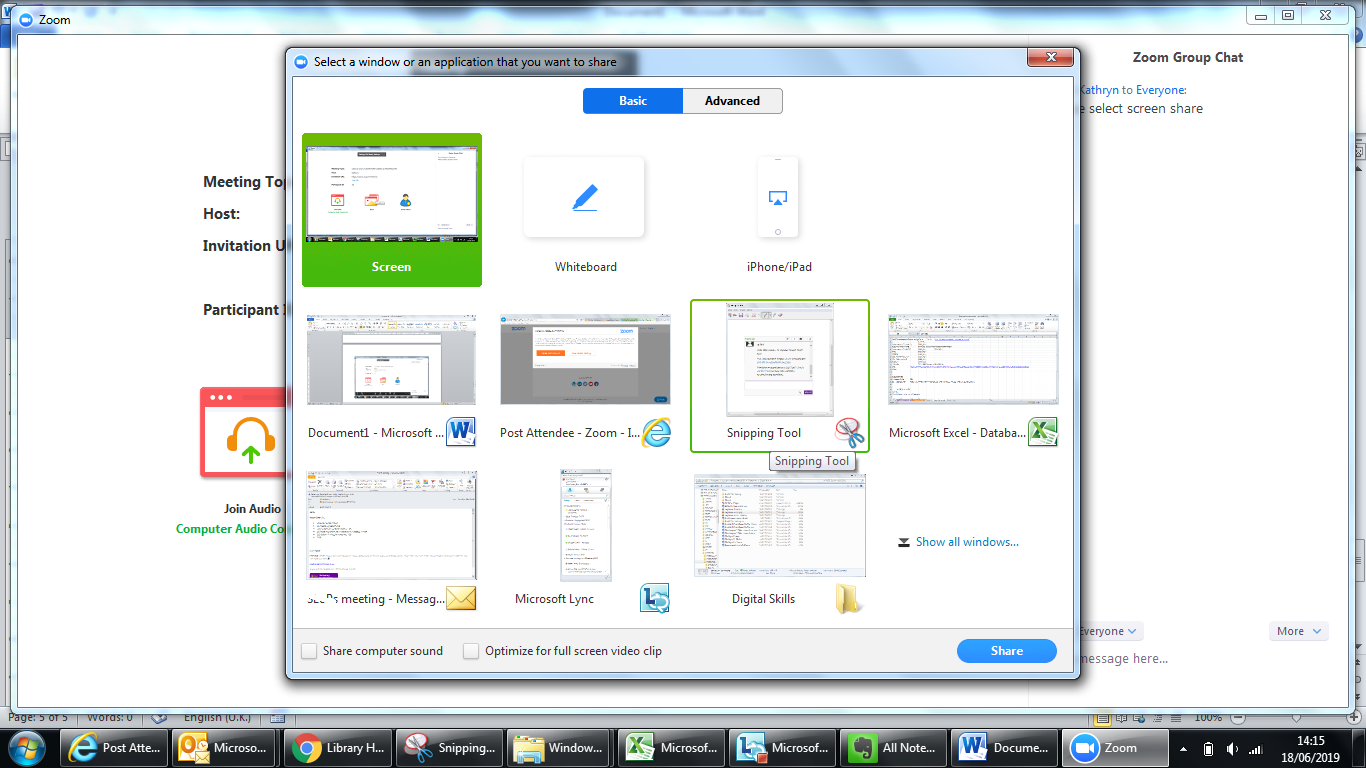 Zoom
Select a window or an application that you want to share
Zoom Group Chat
Basic
Advanced
Kathryn to Everyone:
e select screen share
Meeting Top
Host:
Invitation U
Participant I
Screen
Whiteboard
iPhone/iPad
Document1 - Microsoft ...
Post Attendee - Zoom - I...
Snipping Tool
Microsoft Excel - Databa...
Snipping Tool
Join Audio
Computer Audio Co
Show all windows...
meeting - Messag...
Microsoft Lync
Digital Skills
Share computer sound
Optimize for full screen video clip
Share
Everyone
More
message here...
Page: 5 of 5
Words: 0
English (U.K.)
100%
Post Atte...
Microso...
Library H...
Snipping...
Window...
Microsof...
Microsof...
All Note...
Docume...
Zoom
14:15
18/06/2019